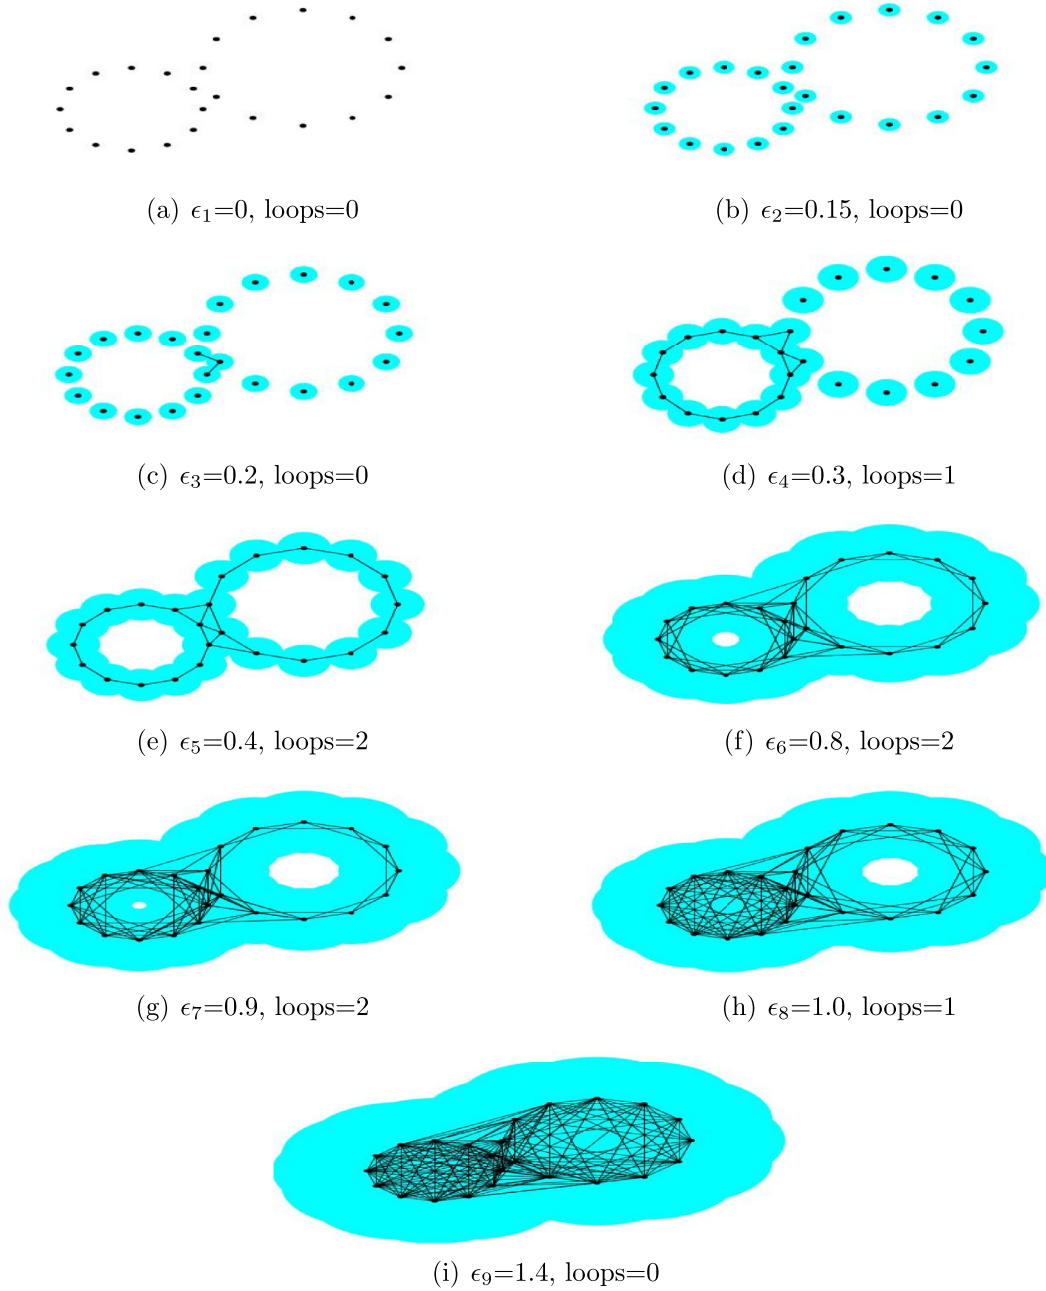 (a) ϵ₁=0, loops=0
(b) ϵ₂=0.15, loops=0
(c) ϵ₃=0.2, loops=0
(d) ϵ₄=0.3, loops=1
(e) ϵ₅=0.4, loops=2
(f) ϵ₆=0.8, loops=2
(g) ϵ₇=0.9, loops=2
(h) ϵ₈=1.0, loops=1
(i) ϵ₉=1.4, loops=0